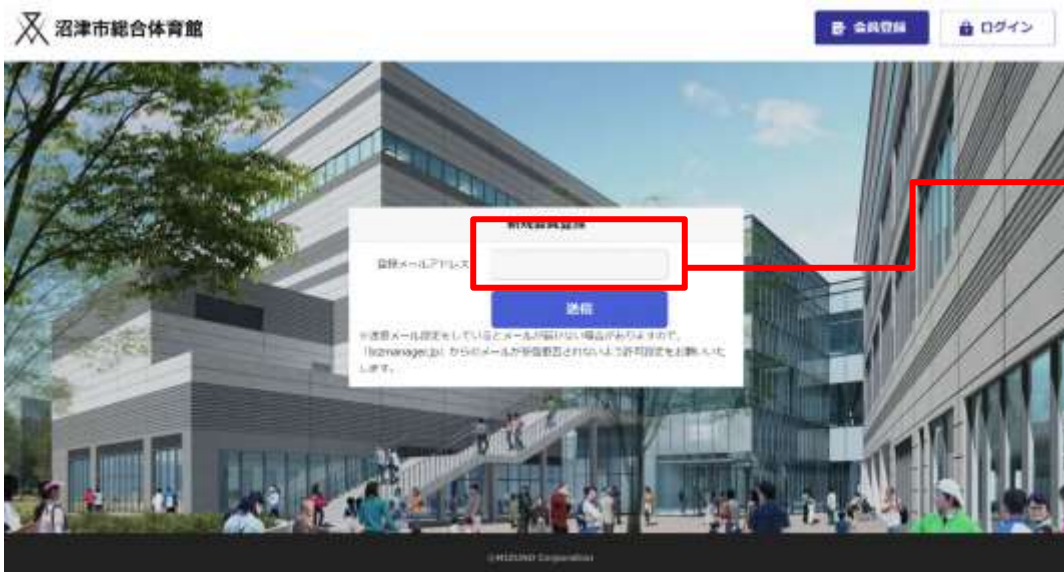 沼津市総合体育館
会員登録
ログイン
新規会員登録
登録メールアドレス
送信
※迷惑メール設定をしているとメールが届かない場合がありますので、
「bizmanager.jp」からのメールが受信拒否されないよう許可設定をお願いいた
します。
©MIZUNO Corporation